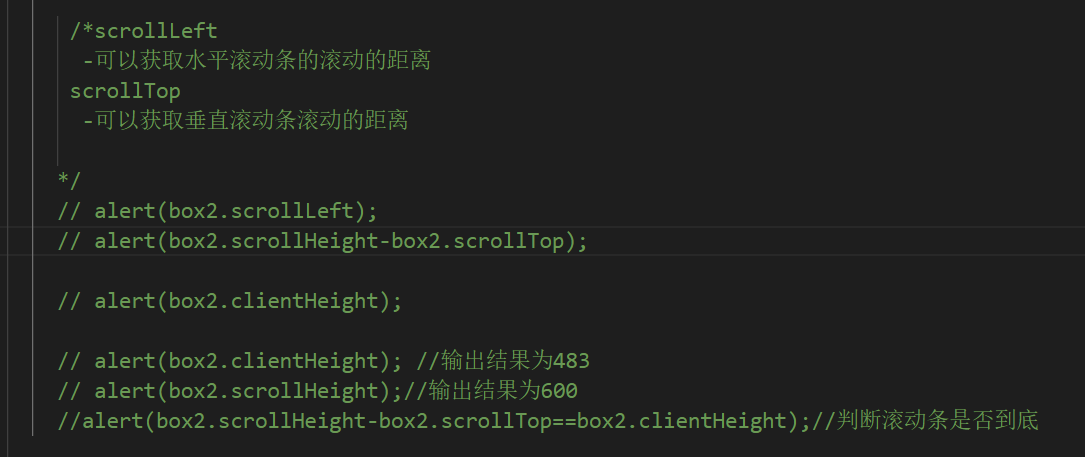 /*scrollLeft
-可以获取水平滚动条的滚动的距离
scrollTop
-可以获取垂直滚动条滚动的距离
*/
// alert(box2.scrollLeft);
// alert(box2.scrollHeight-box2.scrollTop);
// alert(box2.clientHeight);
// alert(box2.clientHeight); //输出结果为483
// alert(box2.scrollHeight);//输出结果为600
//alert(box2.scrollHeight-box2.scrollTop==box2.clientHeight);//判断滚动条是否到底